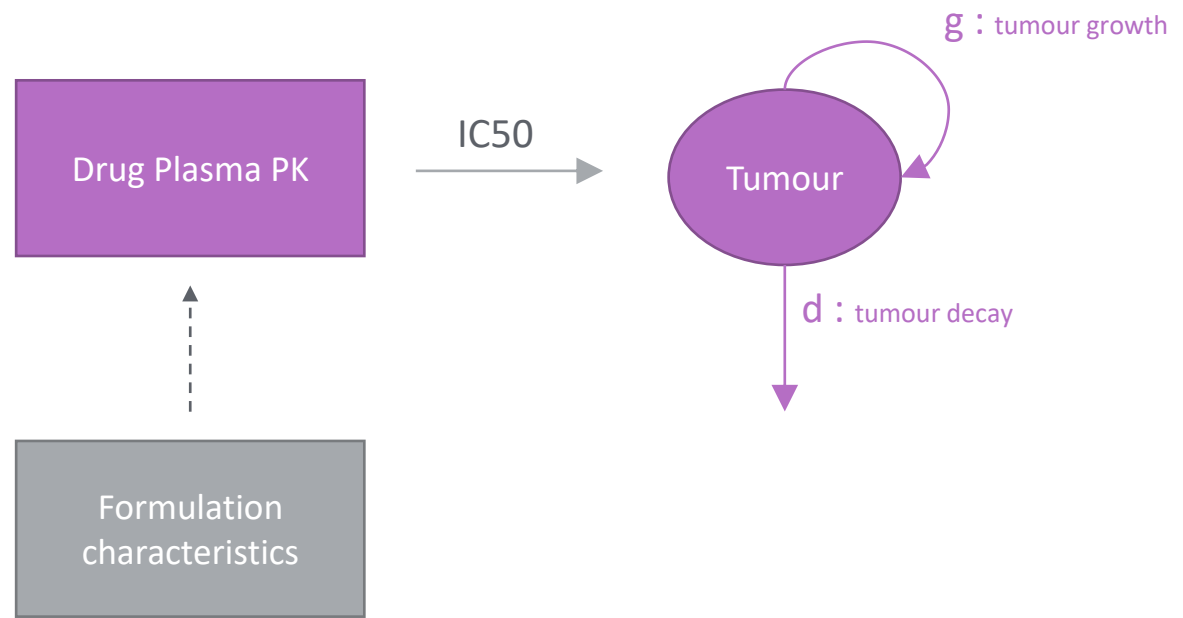 g : tumour growth
Drug Plasma PK
IC50
Tumour
d : tumour decay
Formulation
characteristics